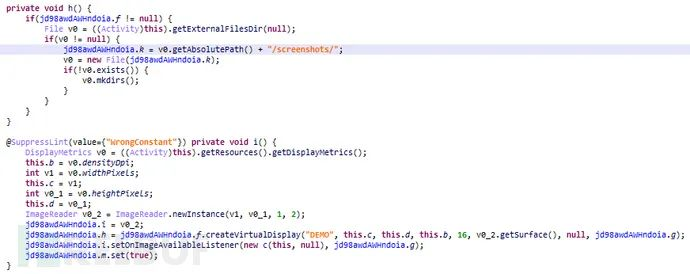 private void h() {
if(jd98awdAWHndoia.f != null) {
File v0 = ((Activity)this).getExternalFilesDir(null);
if(v0 != null) {
jd98awdAWHndoia.k = v0.getAbsolutePath() + "/screenshots/";
v0 = new File(jd98awdAWHndoia.k);
if(!v0.exists()) {
v0.mkdirs();
}
}
}
}
@SuppressLint(value={"WrongConstant"}) private void i() {
DisplayMetrics v0 = ((Activity)this).getResources().getDisplayMetrics();
this.b = v0.densityDpi;
int v1 = v0.widthPixels;
this.c = v1;
int v0_1 = v0.heightPixels;
this.d = v0_1;
ImageReader v0_2 = ImageReader.newInstance(v1, v0_1, 1, 2);
jd98awdAWHndoia.i = v0_2;
jd98awdAWHndoia.h = jd98awdAWHndoia.f.createVirtualDisplay("DEMO", this.c, this.d, this.b, 16, v0_2.getSurface(), null, jd98awdAWHndoia.g);
jd98awdAWHndoia.i.setOnImageAvailableListener(new c(this, null), jd98awdAWHndoia.g);
jd98awdAWHndoia.m.set(true);
}